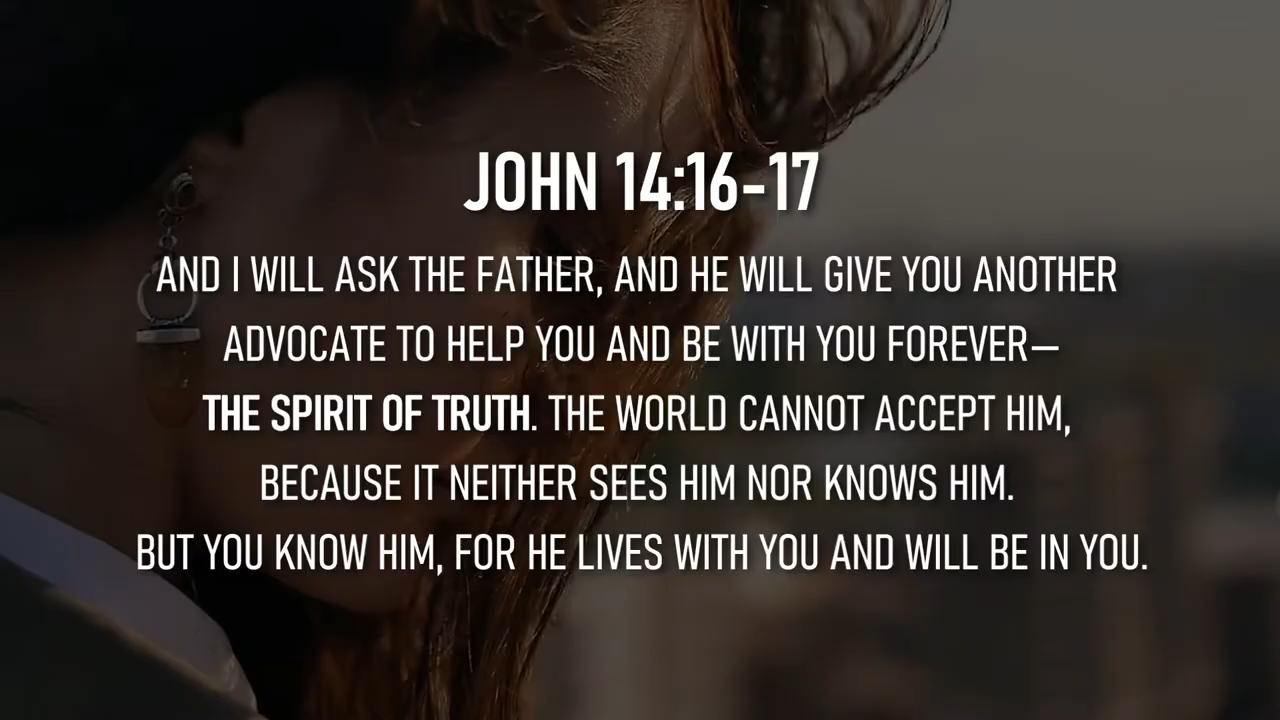 JOHN 14:16-17
AND I WILL ASK THE FATHER, AND HE WILL GIVE YOU ANOTHER
ADVOCATE TO HELP YOU AND BE WITH YOU FOREVER—
THE SPIRIT OF TRUTH. THE WORLD CANNOT ACCEPT HIM,
BECAUSE IT NEITHER SEES HIM NOR KNOWS HIM.
BUT YOU KNOW HIM, FOR HE LIVES WITH YOU AND WILL BE IN YOU.